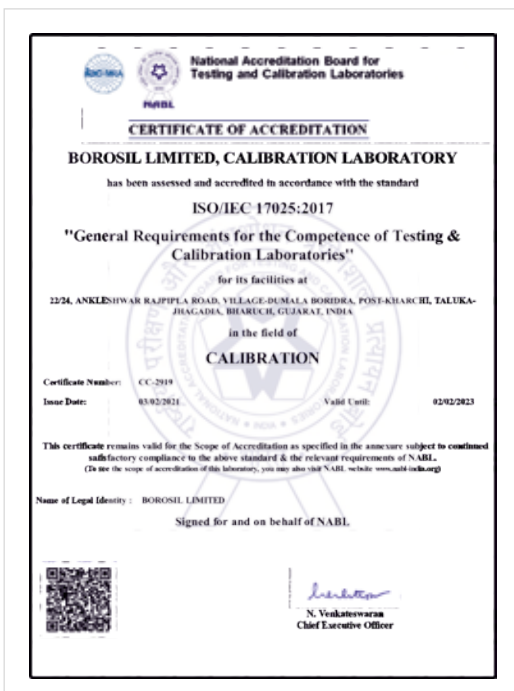 National Accreditation Board for
Testing and Calibration Laboratories
NABL
CERTIFICATE OF ACCREDITATION
BOROSIL LIMITED, CALIBRATION LABORATORY
has been assessed and accredited in accordance with the standard
ISO/IEC 17025:2017
"General Requirements for the Competence of Testing &
Calibration Laboratories"
for its facilities at
22/24, ANKLESHWAR RAJPIPLA ROAD, VILLAGE-DUMALA BORIDRA, POST-KHARCHI, TALUKA-
JHAGADIA, BHARUCH, GUJARAT, INDIA
in the field of
CALIBRATION
Certificate Number: CC-2919
Issue Date: 03/02/2021 Valid Until: 02/02/2023
This certificate remains valid for the Scope of Accreditation as specified in the annexure subject to continued
satisfactory compliance to the above standard & the relevant requirements of NABL.
(To see the scope of accreditation of this laboratory, you may also visit NABL website www.nabl-india.org)
Name of Legal Identity : BOROSIL LIMITED
Signed for and on behalf of NABL
N. Venkateswaran
Chief Executive Officer